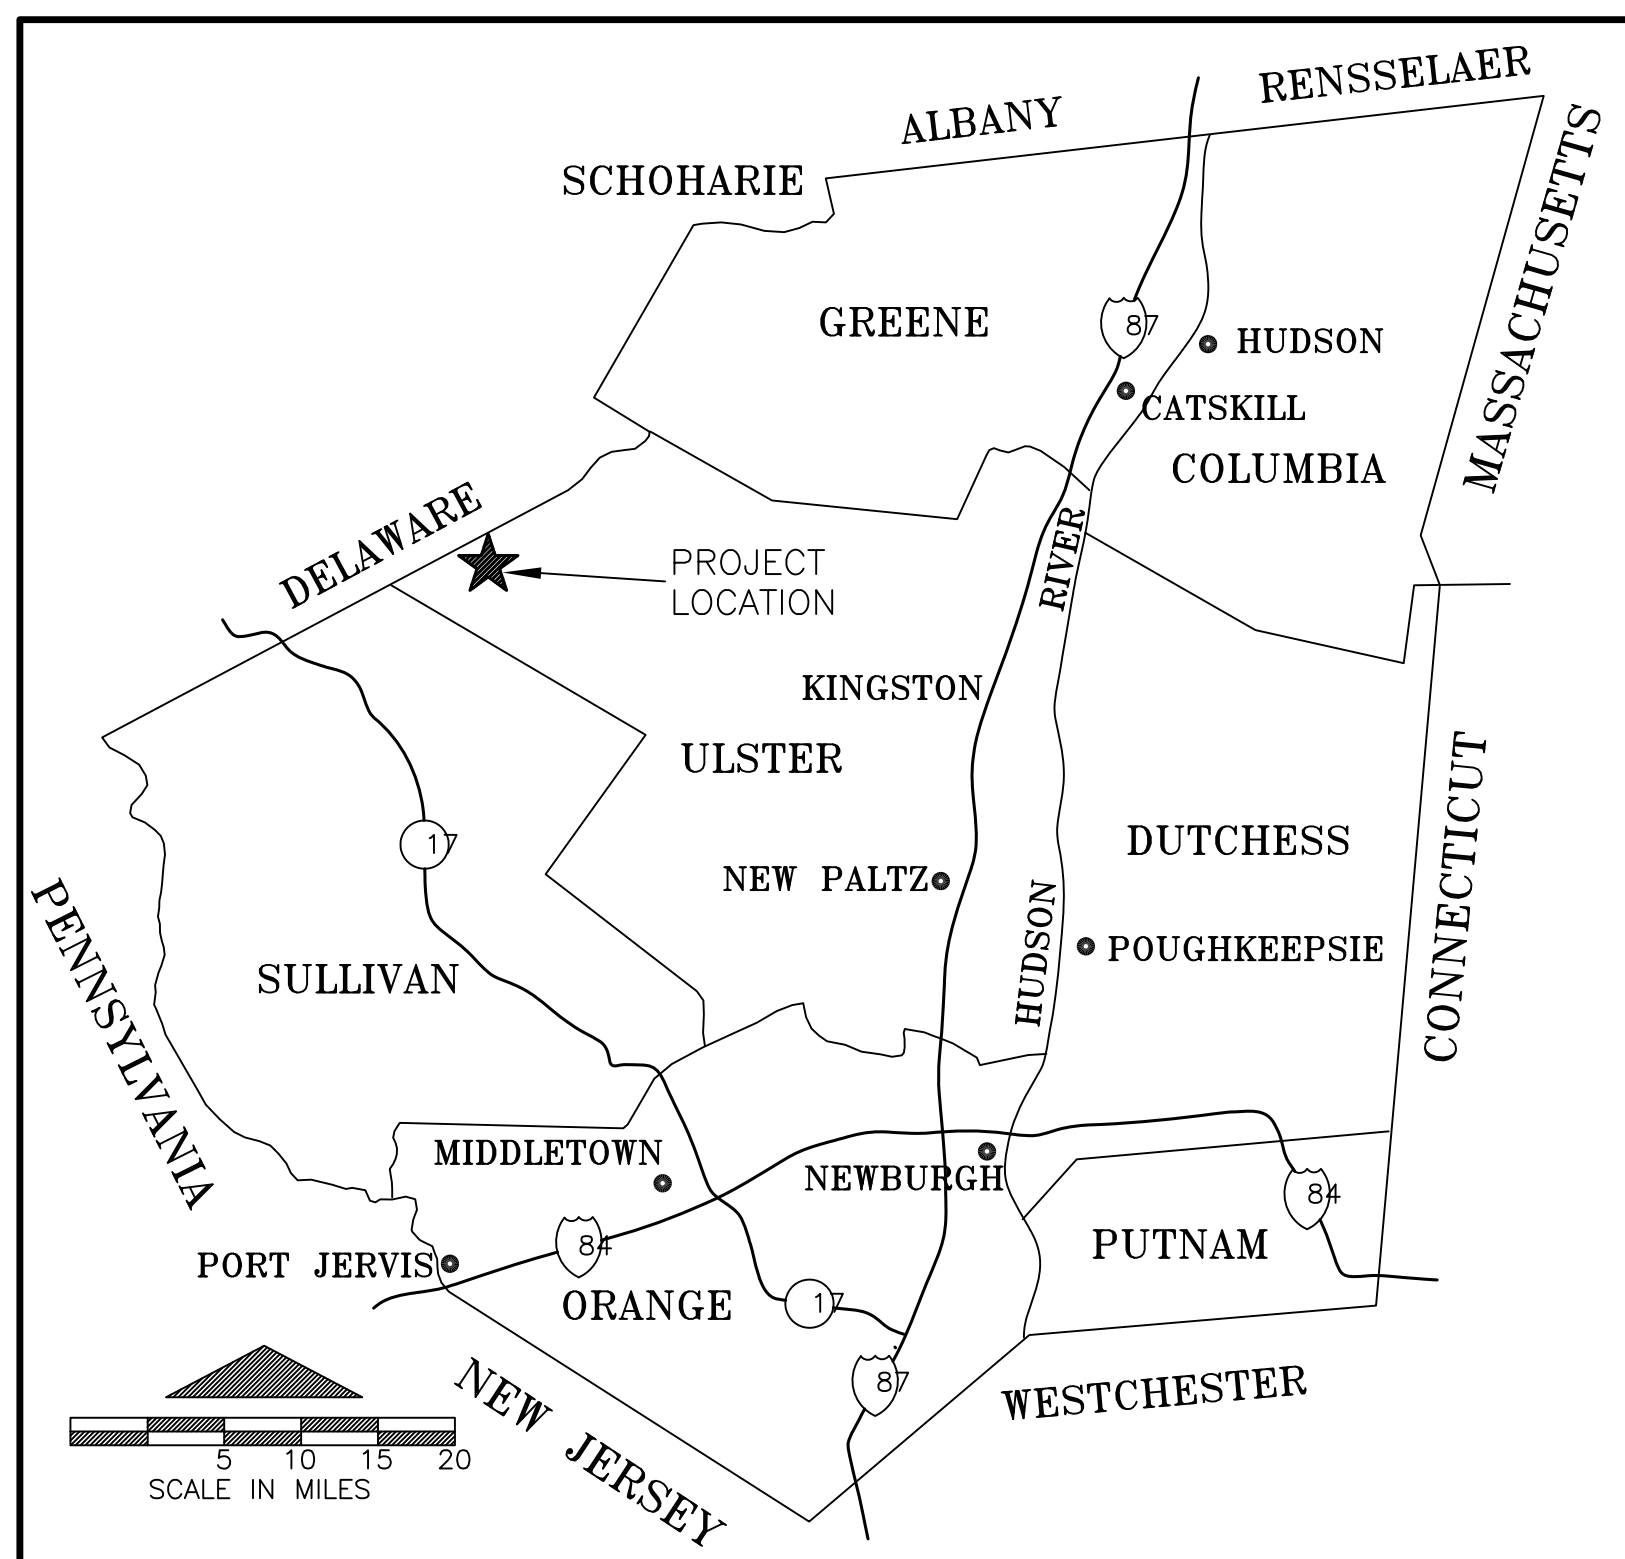 RENSSELAER
ALBANY
SCHOHARIE
MASSACHUSETTS
GREENE
87
HUDSON
CATSKILL
COLUMBIA
DELAWARE
PROJECT
LOCATION
RIVER
KINGSTON
ULSTER
CONNECTICUT
17
DUTCHESS
NEW PALTZ
HUDSON
PENNSYLVANIA
POUGHKEEPSIE
SULLIVAN
MIDDLETOWN
NEWBURGH
84
PORT JERVIS
84
PUTNAM
ORANGE
17
87
WESTCHESTER
NEW JERSEY
5 10 15 20
SCALE IN MILES